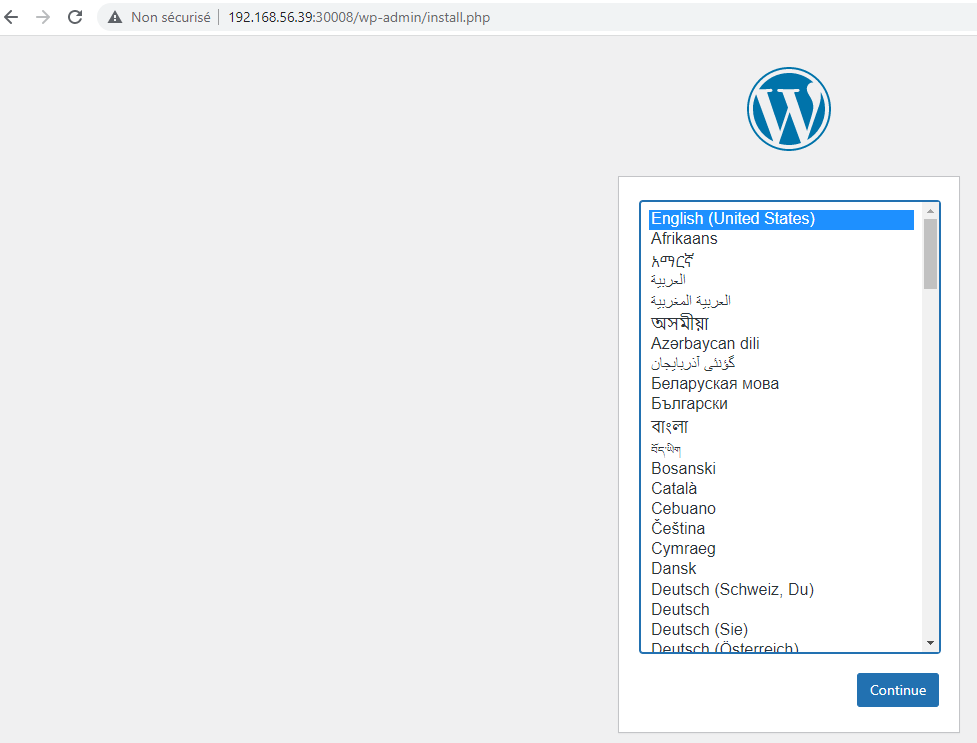 Non sécurisé | 192.168.56.39:30008/wp-admin/install.php
W
English (United States)
Afrikaans
አማርኛ
العربية
العربية المغربية
অসমীয়া
Azərbaycan dili
گؤنئی آذربایجان
Беларуская мова
Български
বাংলা
བོད་ཡིག
Bosanski
Català
Cebuano
Čeština
Cymraeg
Dansk
Deutsch (Schweiz, Du)
Deutsch
Deutsch (Sie)
Deutsch (Österreich)
Continue